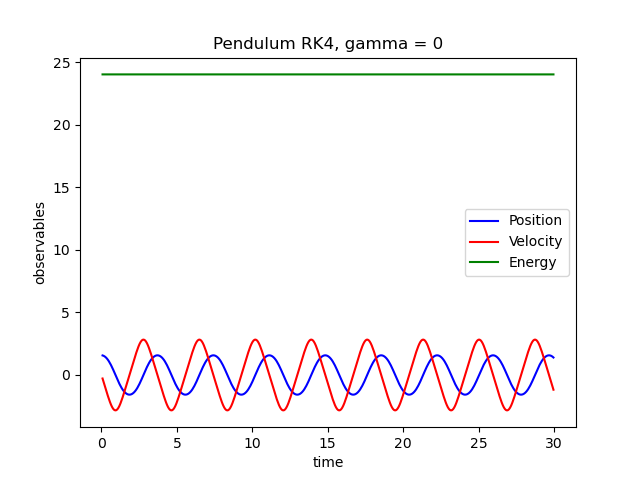 Pendulum RK4, gamma = 0
observables
25
20
15
10
5
0
Position
Velocity
Energy
0 5 10 15 20 25 30
time